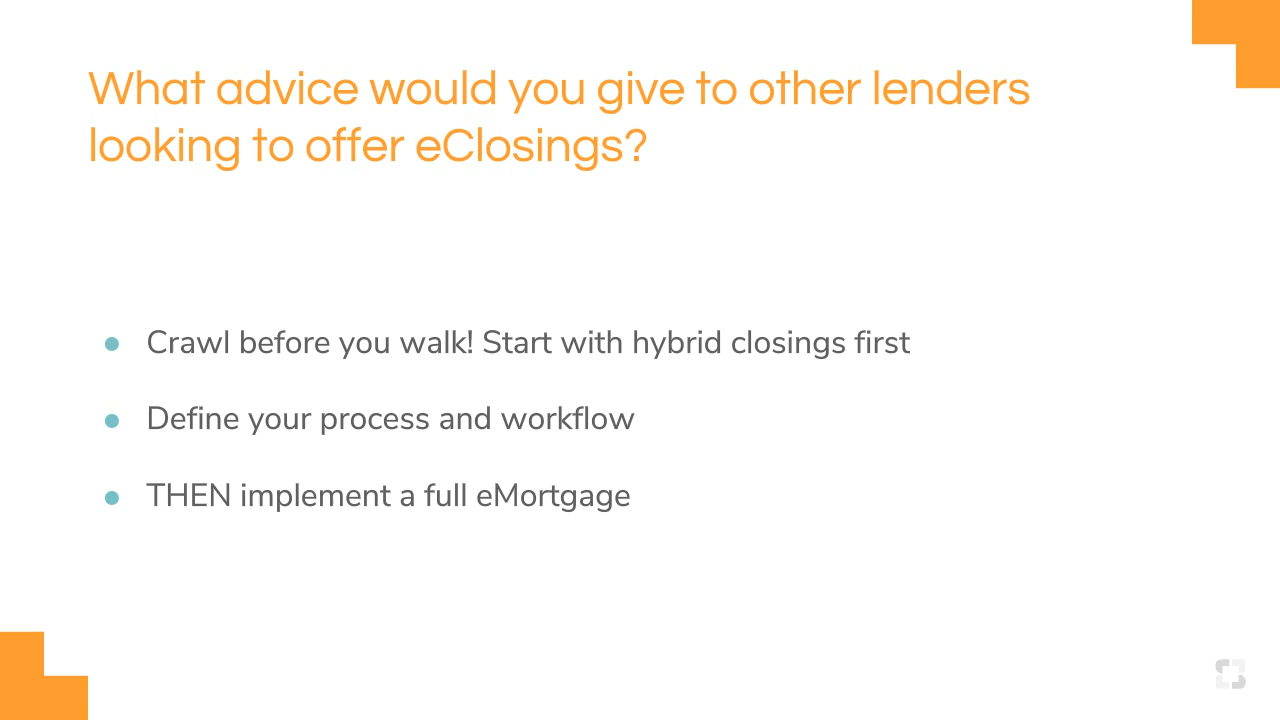 What advice would you give to other lenders
looking to offer eClosings?
● Crawl before you walk! Start with hybrid closings first
● Define your process and workflow
● THEN implement a full eMortgage